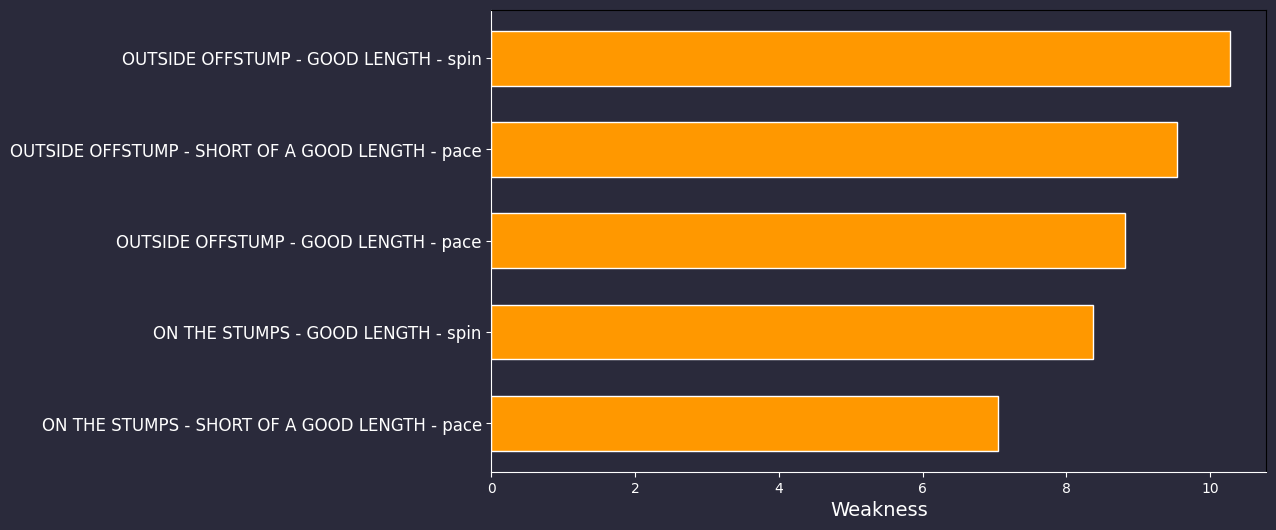 OUTSIDE OFFSTUMP - GOOD LENGTH - spin
OUTSIDE OFFSTUMP - SHORT OF A GOOD LENGTH - pace
OUTSIDE OFFSTUMP - GOOD LENGTH - pace
ON THE STUMPS - GOOD LENGTH - spin
ON THE STUMPS - SHORT OF A GOOD LENGTH - pace
0 2 4 6 8 10
Weakness